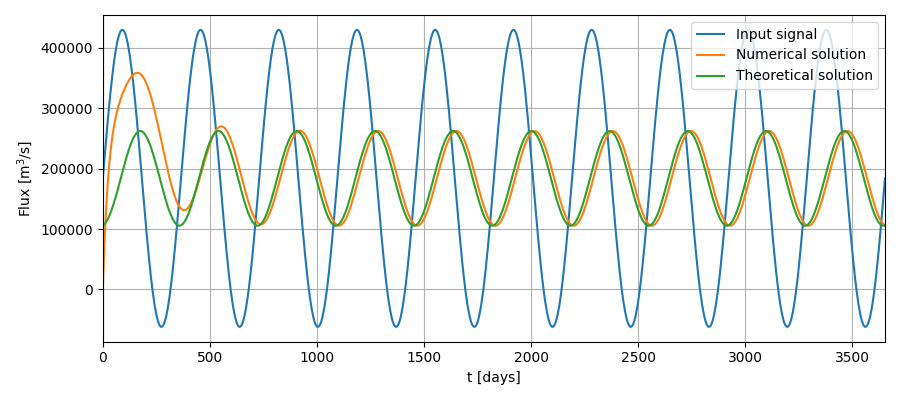 Flux [m³/s]
400000
300000
200000
100000
0
Input signal
Numerical solution
Theoretical solution
0 500 1000 1500 2000 2500 3000 3500
t [days]